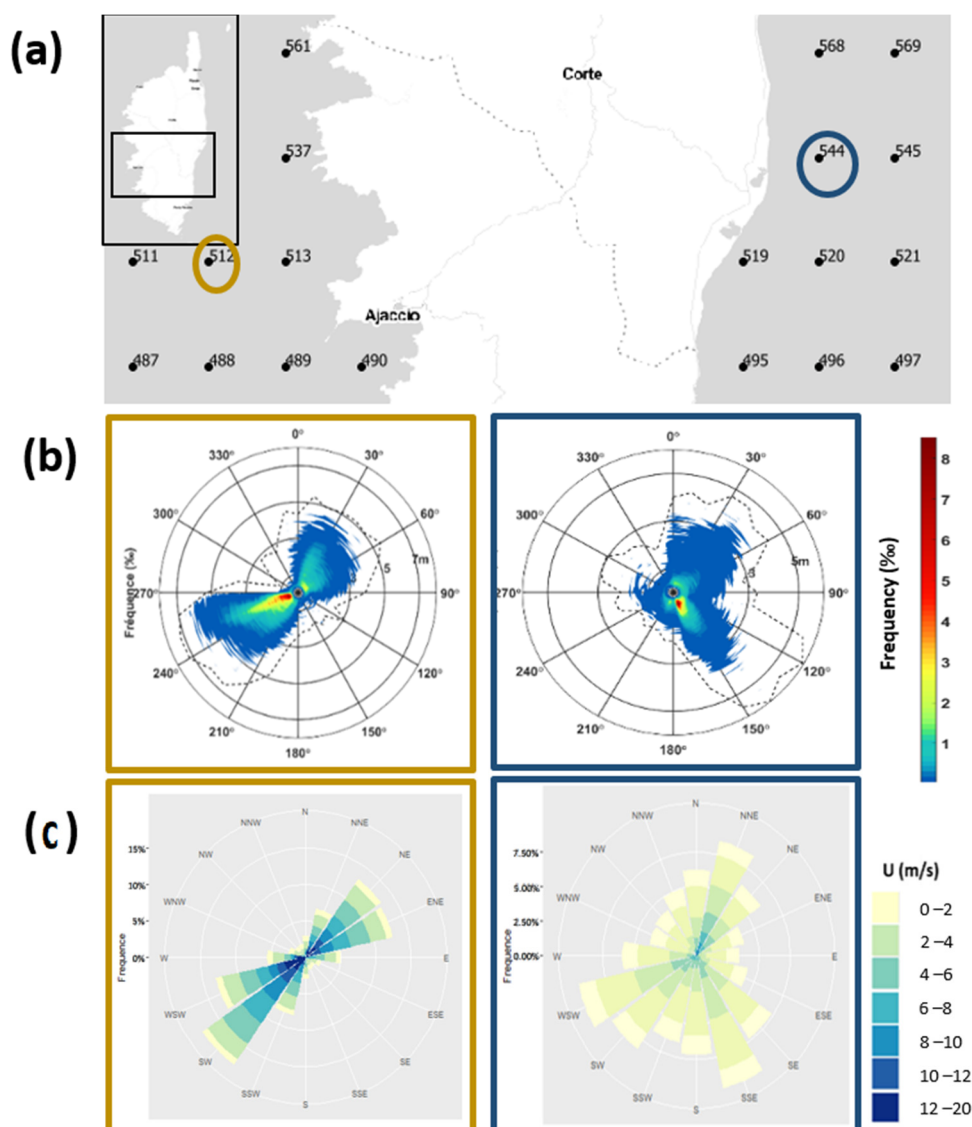 (a)
561
568
569
Corte
537
544
545
511
512
513
519
520
521
Ajaccio
487
488
489
490
495
496
497
(b)
0°
30°
60°
90°
120°
150°
180°
210°
240°
270°
300°
330°
5
7m
Fréquence (‰)
0°
30°
60°
90°
120°
150°
180°
210°
240°
270°
300°
330°
3
5m
Frequency (‰)
8
7
6
5
4
3
2
1
(c)
N
NNE
NE
ENE
E
ESE
SE
SSE
S
SSW
SW
WSW
W
WNW
NW
NNW
15%
10%
5%
0%
Frequence
N
NNE
NE
ENE
E
ESE
SE
SSE
S
SSW
SW
WSW
W
WNW
NW
NNW
7.50%
5.00%
2.50%
0.00%
Frequence
U (m/s)
0 –2
2 –4
4 –6
6 –8
8 –10
10 –12
12 –20